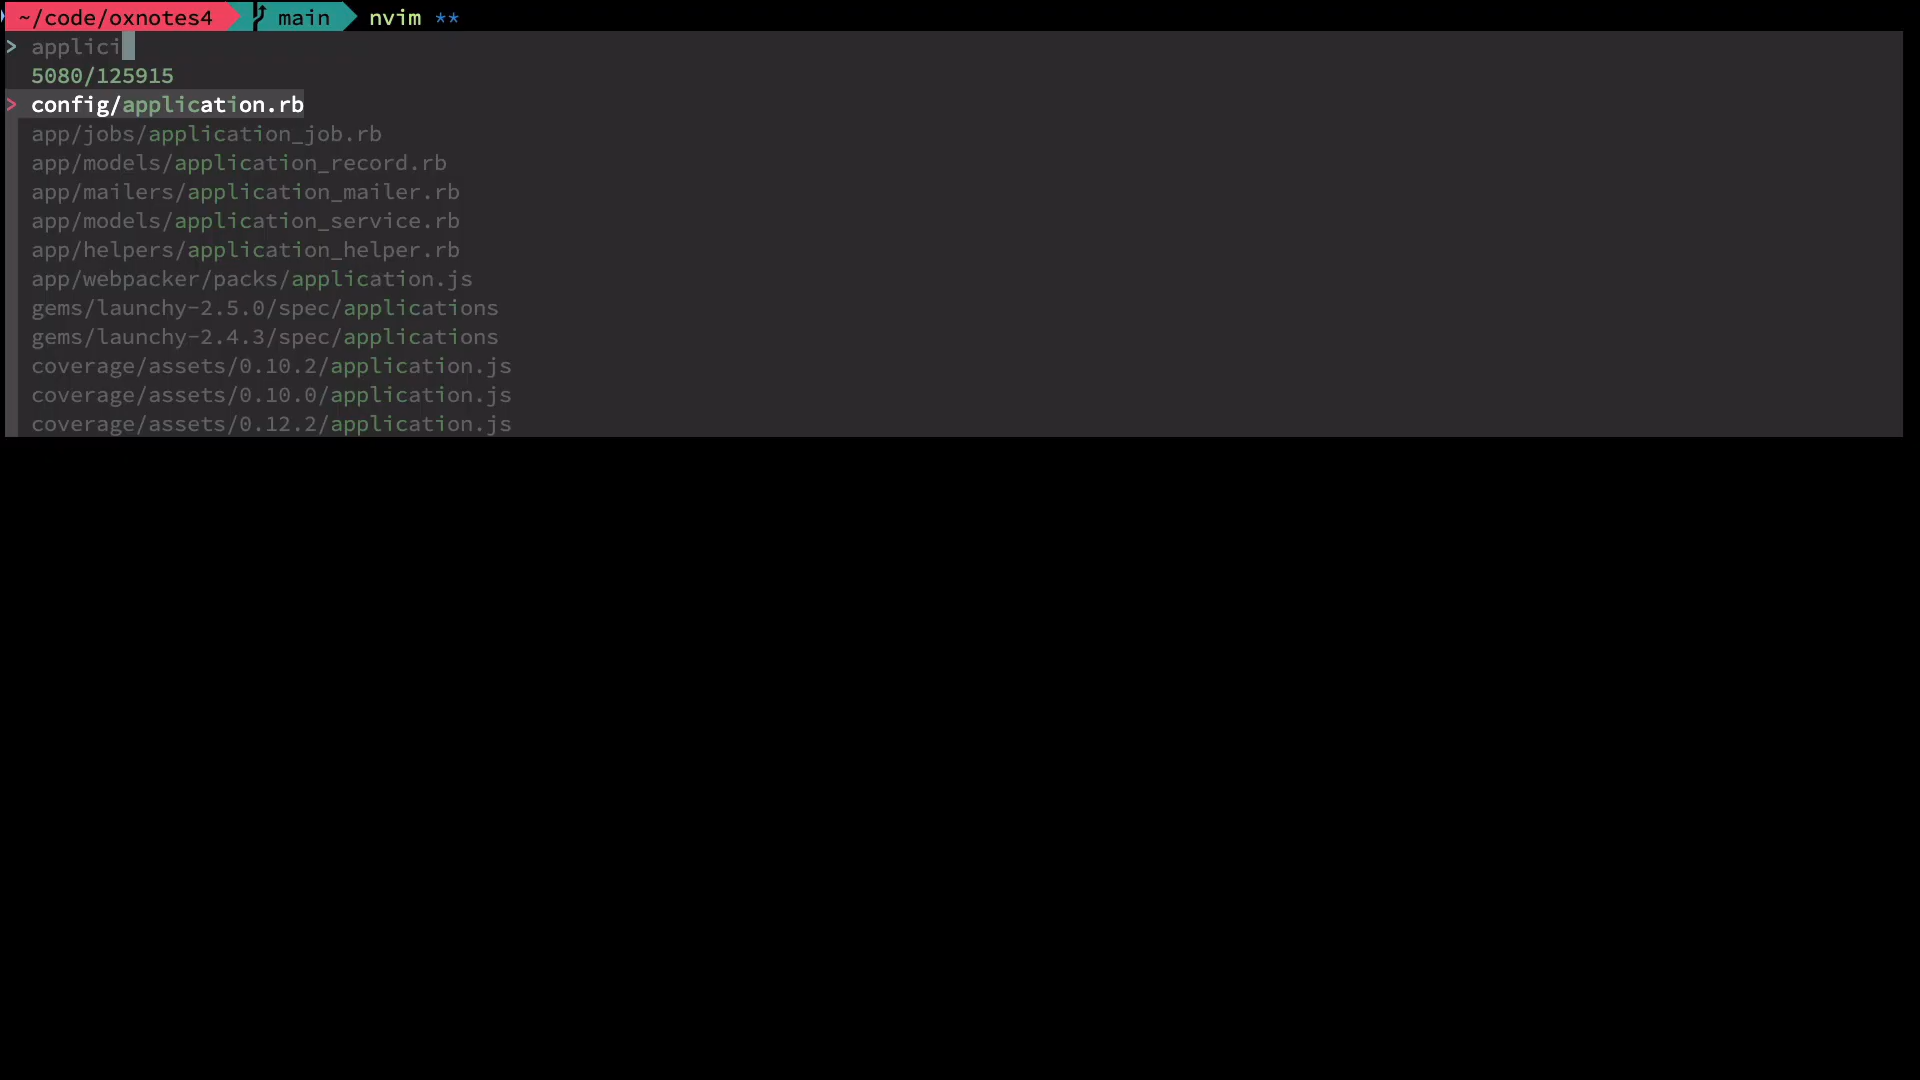 ~/code/oxnotes4 main nvim **
> applici
5080/125915
> config/application.rb
app/jobs/application_job.rb
app/models/application_record.rb
app/mailers/application_mailer.rb
app/models/application_service.rb
app/helpers/application_helper.rb
app/webpacker/packs/application.js
gems/launchy-2.5.0/spec/applications
gems/launchy-2.4.3/spec/applications
coverage/assets/0.10.2/application.js
coverage/assets/0.10.0/application.js
coverage/assets/0.12.2/application.js